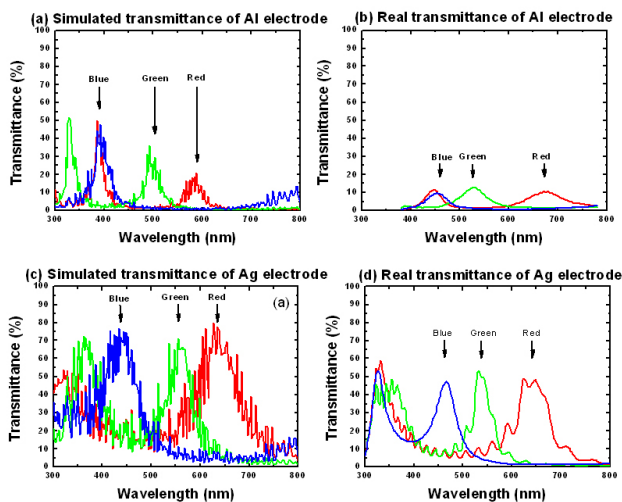 (a) Simulated transmittance of Al electrode
100
90
80
70
60
50
40
30
20
10
0
Transmittance (%)
Blue
Green
Red
300 400 500 600 700 800
Wavelength (nm)
(b) Real transmittance of Al electrode
100
90
80
70
60
50
40
30
20
10
0
Transmittance (%)
Blue
Green
Red
300 400 500 600 700 800
Wavelength (nm)
(c) Simulated transmittance of Ag electrode
100
90
80
70
60
50
40
30
20
10
0
Transmittance (%)
Blue
Green
Red
(a)
300 400 500 600 700 800
Wavelength (nm)
(d) Real transmittance of Ag electrode
100
90
80
70
60
50
40
30
20
10
0
Transmittance (%)
Blue
Green
Red
300 400 500 600 700 800
Wavelength (nm)